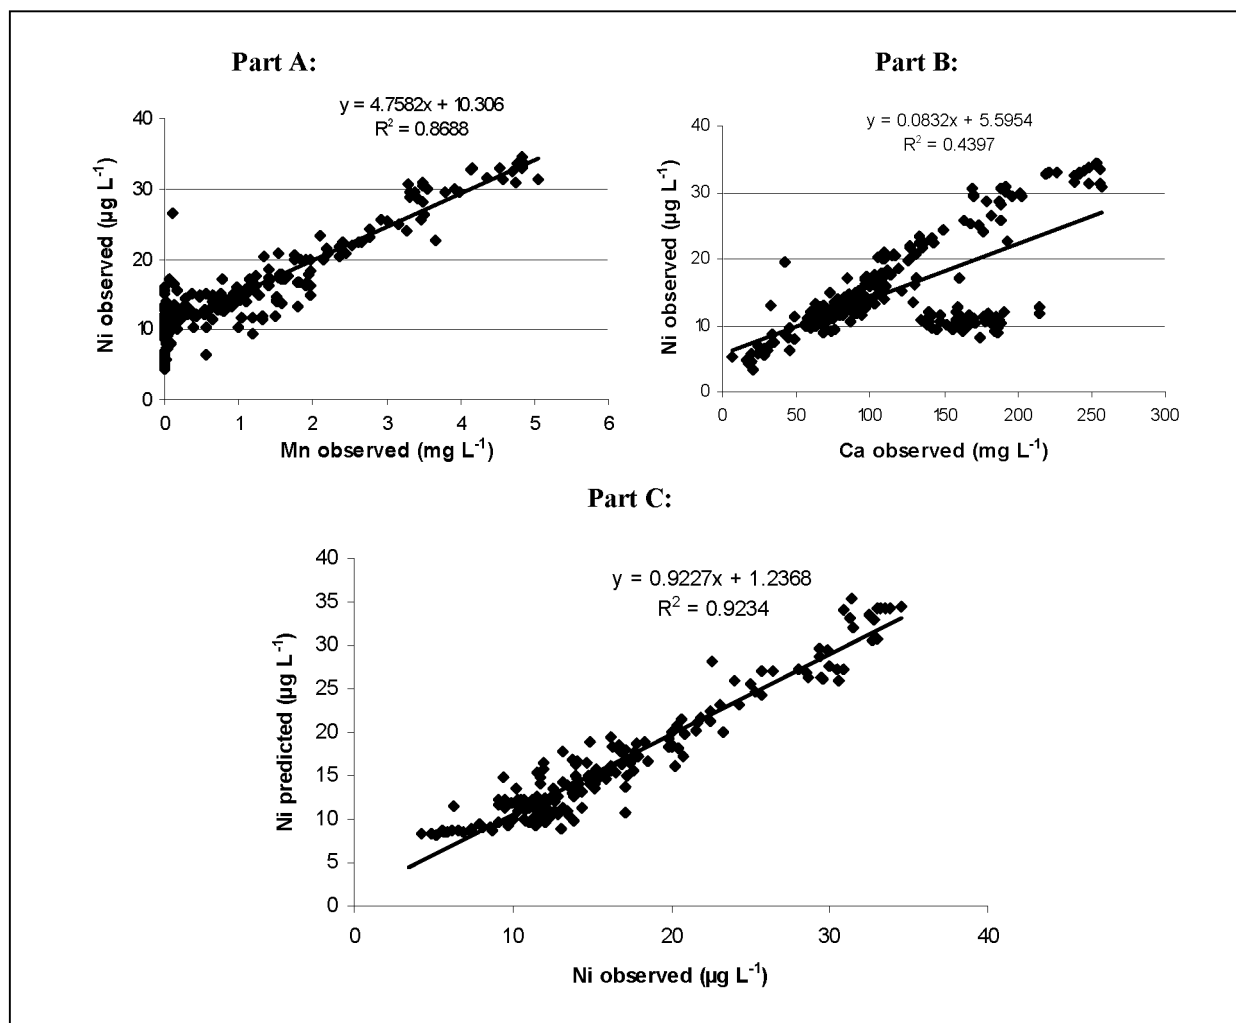 Part A:
y = 4.7582x + 10.306
R² = 0.8688
Ni observed (µg L⁻¹)
40
30
20
10
0
0 1 2 3 4 5 6
Mn observed (mg L⁻¹)
Part B:
y = 0.0832x + 5.5954
R² = 0.4397
Ni observed (µg L⁻¹)
40
30
20
10
0
0 50 100 150 200 250 300
Ca observed (mg L⁻¹)
Part C:
y = 0.9227x + 1.2368
R² = 0.9234
Ni predicted (µg L⁻¹)
40
35
30
25
20
15
10
5
0
0 10 20 30 40
Ni observed (µg L⁻¹)